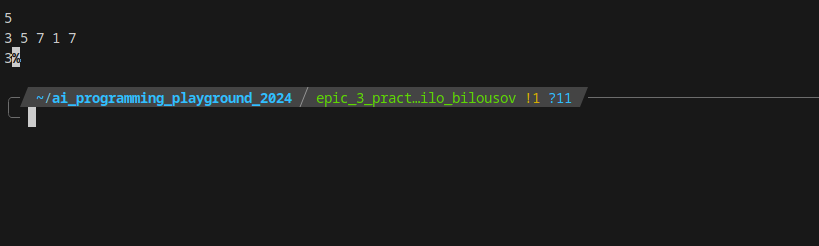 5
3 5 7 1 7
3%
~/ai_programming_playground_2024 / epic_3_pract…ilo_bilousov !1 ?11